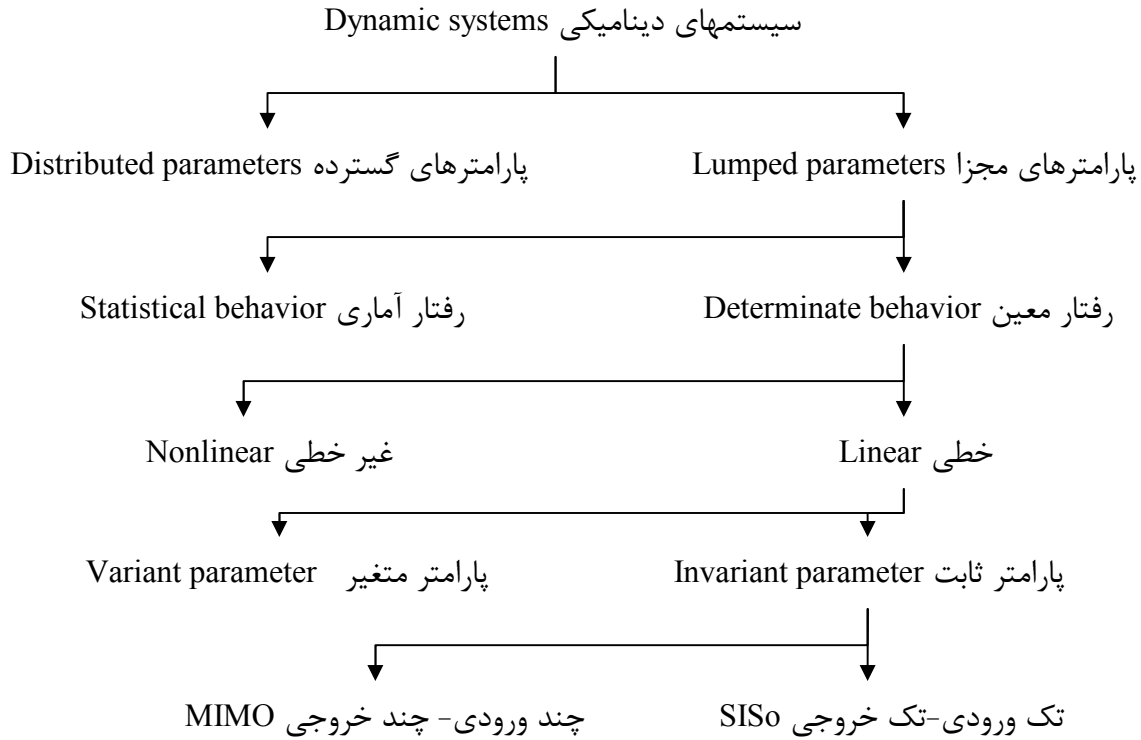 سیستمهای دینامیکی Dynamic systems
پارامترهای گسترده Distributed parameters
پارامترهای مجزا Lumped parameters
رفتار آماری Statistical behavior
رفتار معین Determinate behavior
غیر خطی Nonlinear
خطی Linear
پارامتر متغیر Variant parameter
پارامتر ثابت Invariant parameter
چند ورودی- چند خروجی MIMO
تک ورودی-تک خروجی SISo